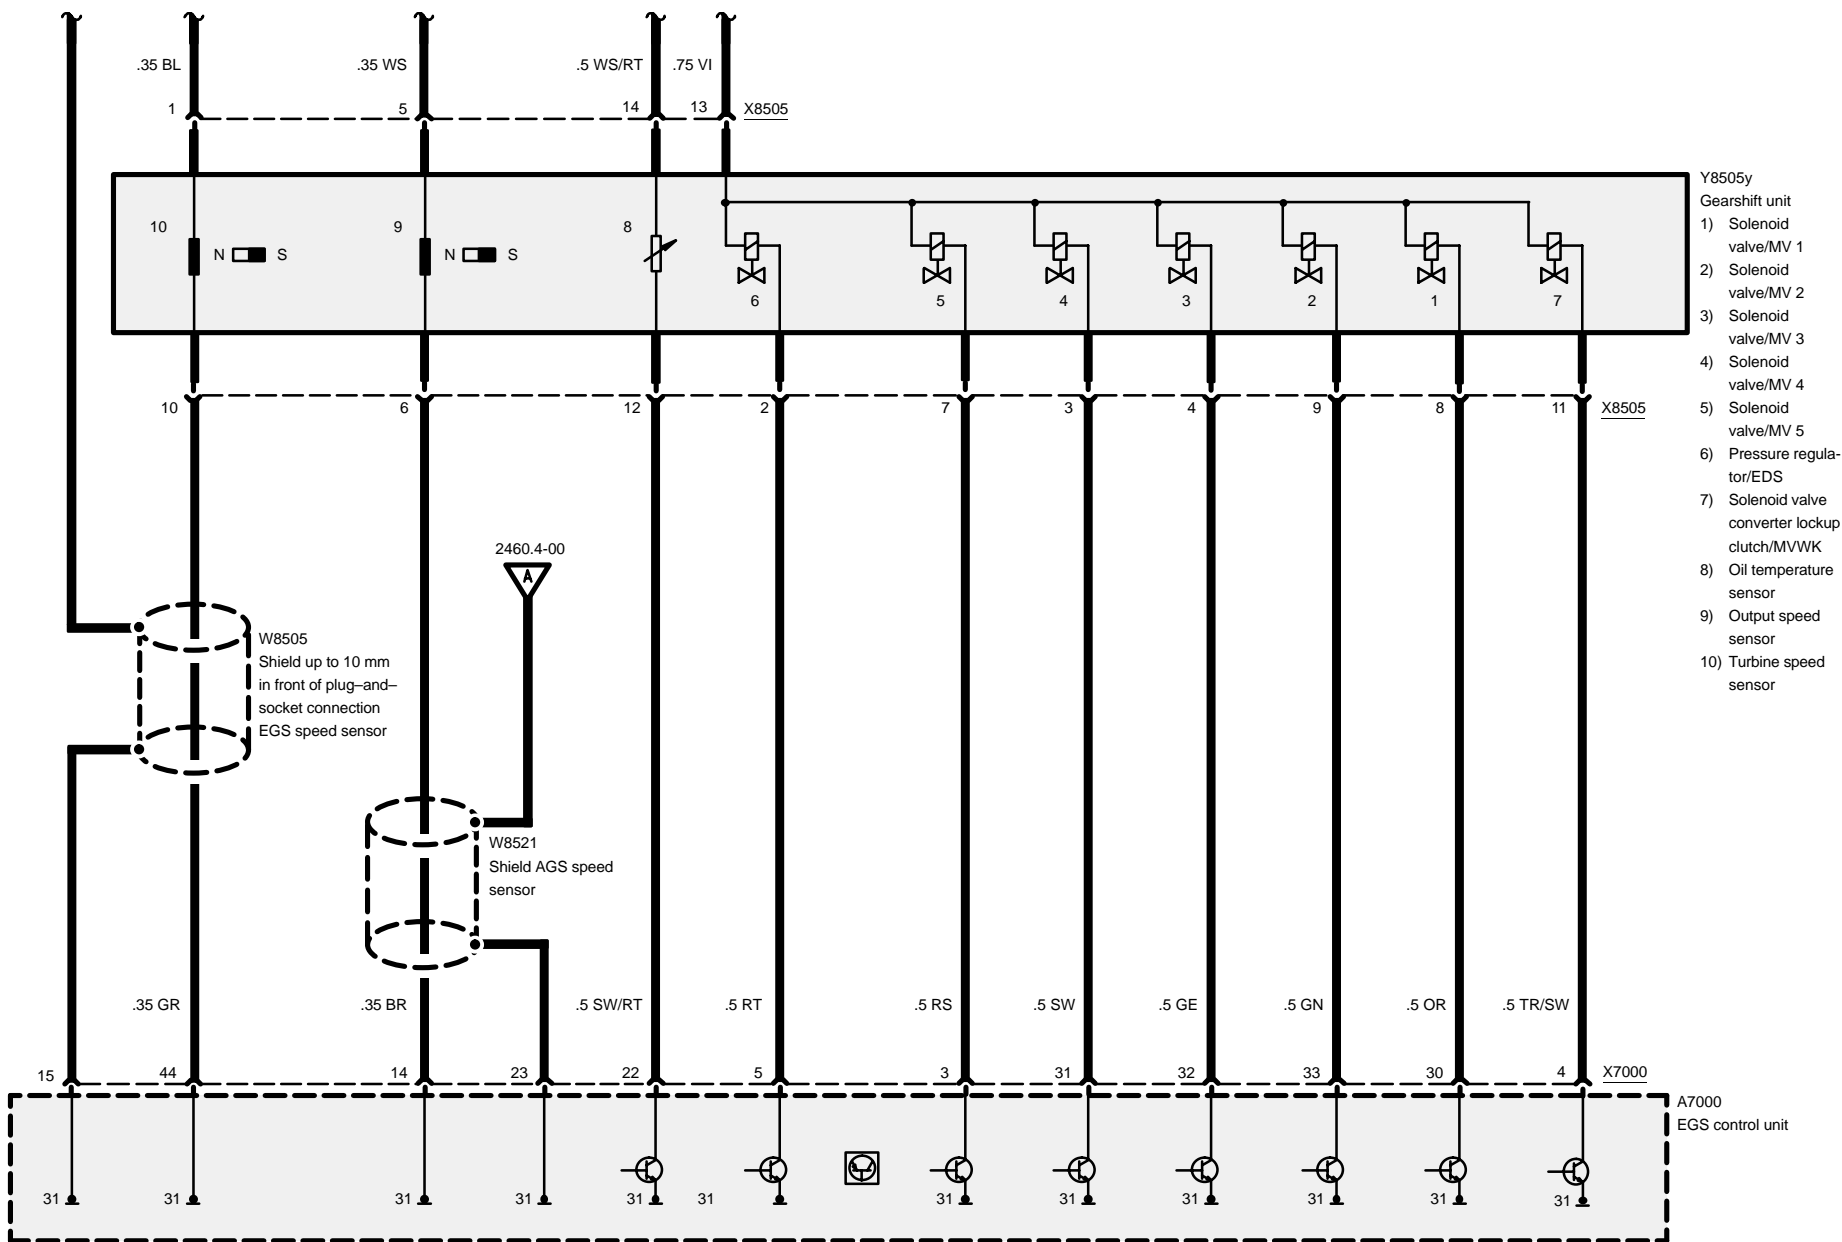 .35 BL .35 WS .5 WS/RT .75 VI
1 5 14 13 X8505
Y8505y
Gearshift unit
1) Solenoid
valve/MV 1
2) Solenoid
valve/MV 2
3) Solenoid
valve/MV 3
4) Solenoid
valve/MV 4
5) Solenoid
valve/MV 5
6) Pressure regula-
tor/EDS
7) Solenoid valve
converter lockup
clutch/MVWK
8) Oil temperature
sensor
9) Output speed
sensor
10) Turbine speed
sensor
10 9 8
N S N S
6 5 4 3 2 1 7
10 6 12 2 7 3 4 9 8 11 X8505
2460.4-00
A
W8505
Shield up to 10 mm
in front of plug–and–
socket connection
EGS speed sensor
W8521
Shield AGS speed
sensor
.35 GR .35 BR .5 SW/RT .5 RT .5 RS .5 SW .5 GE .5 GN .5 OR .5 TR/SW
15 44 14 23 22 5 3 31 32 33 30 4 X7000
A7000
EGS control unit
31 31 31 31 31 31 31 31 31 31 31 31